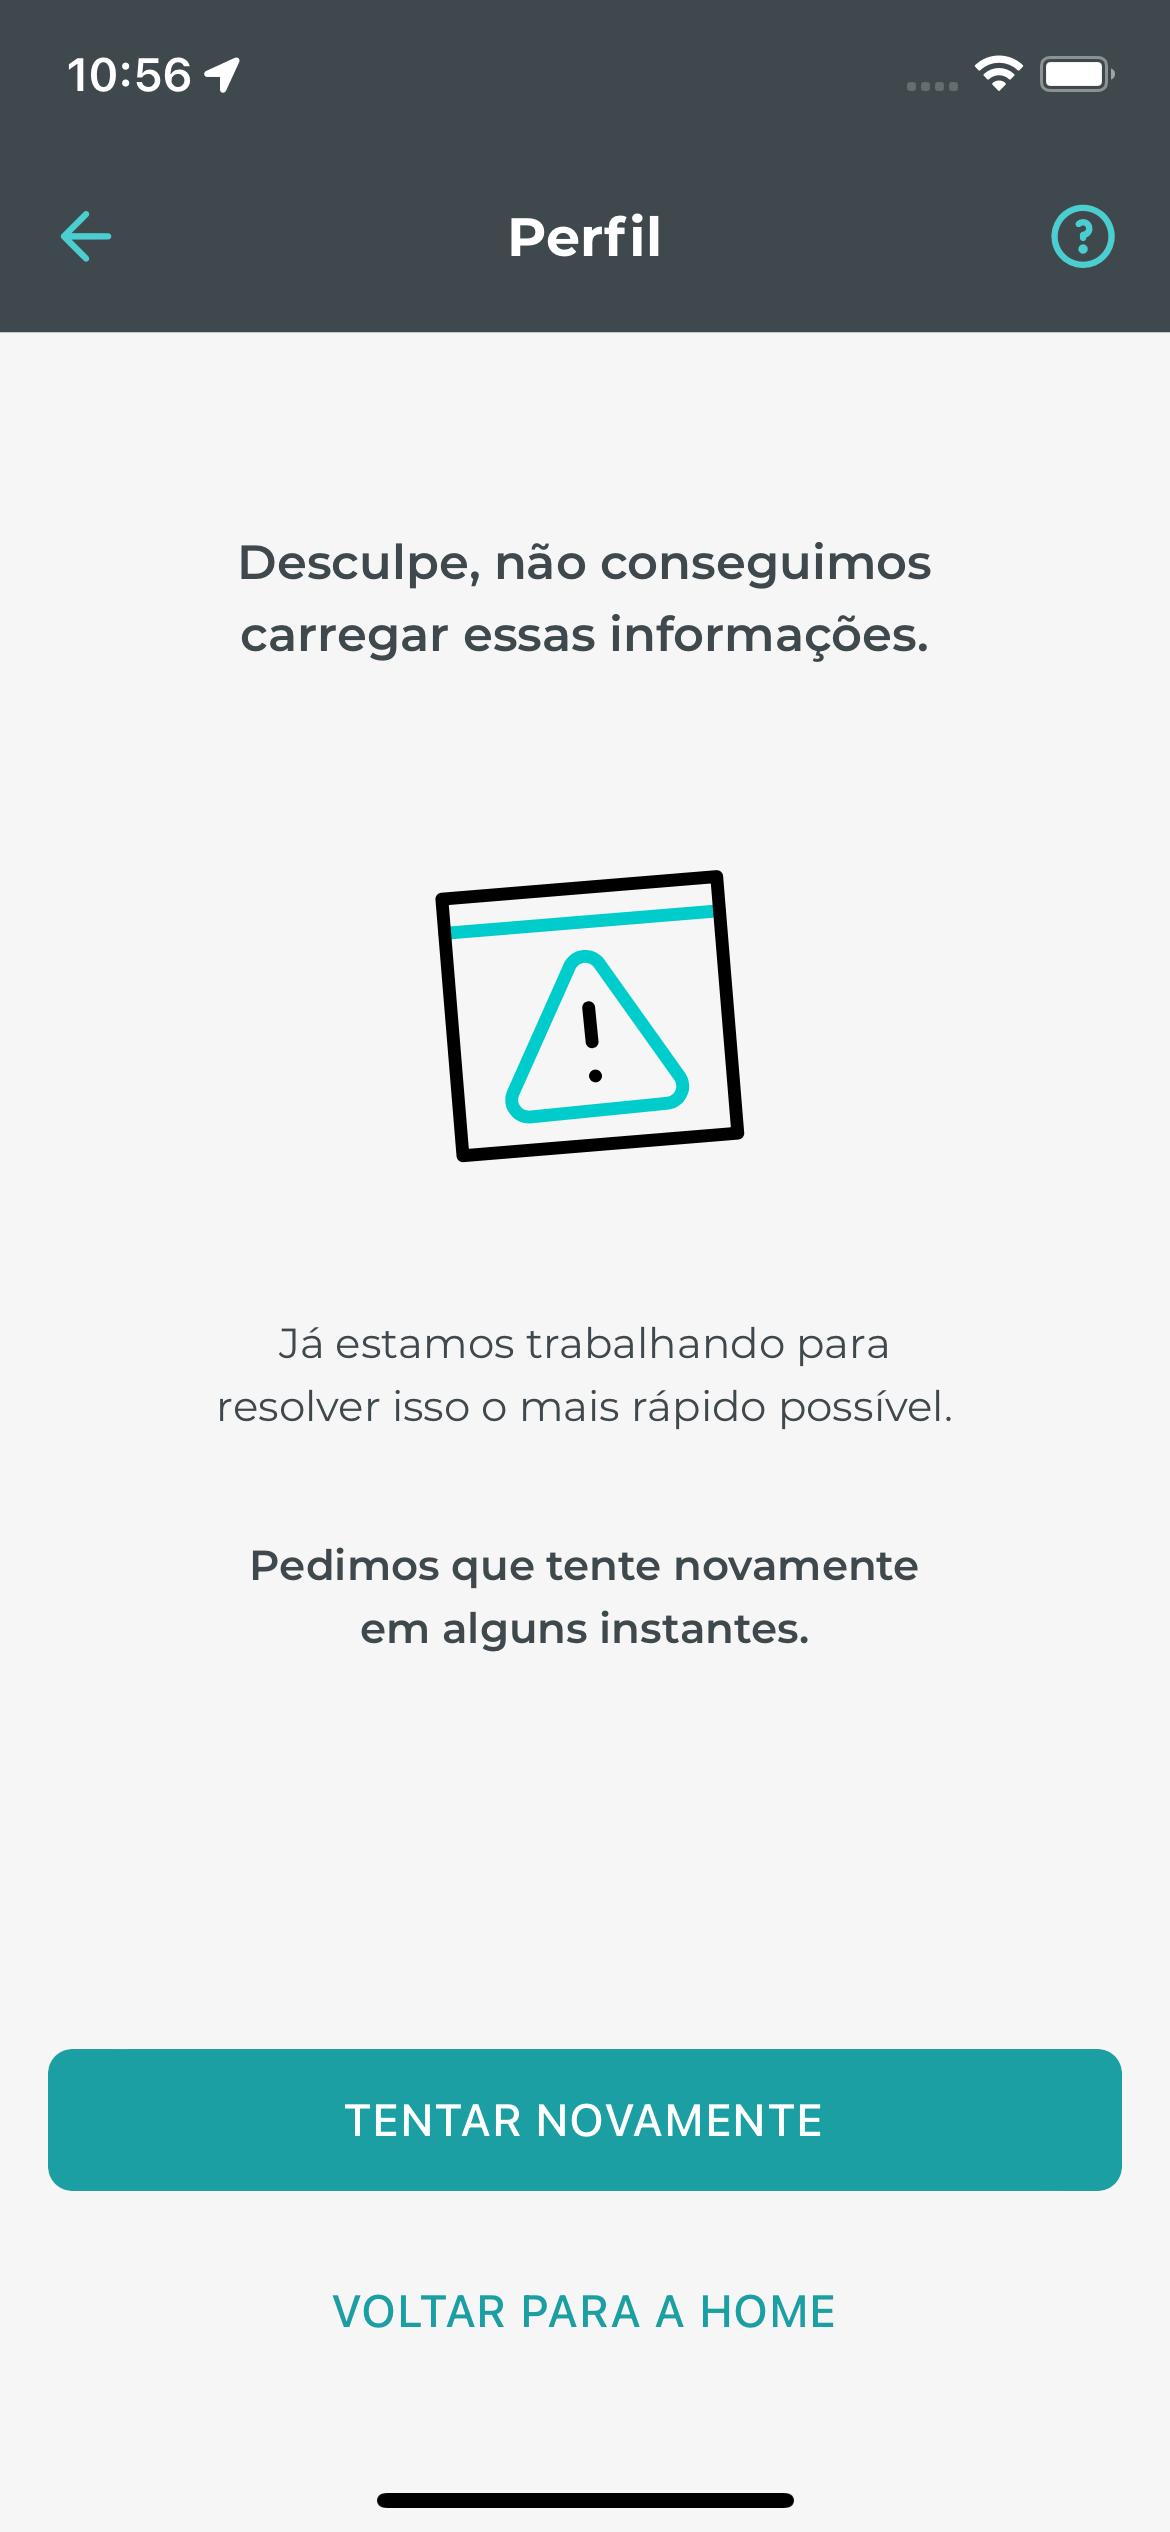 10:56
Perfil
Desculpe, não conseguimos
carregar essas informações.
Já estamos trabalhando para
resolver isso o mais rápido possível.
Pedimos que tente novamente
em alguns instantes.
TENTAR NOVAMENTE
VOLTAR PARA A HOME